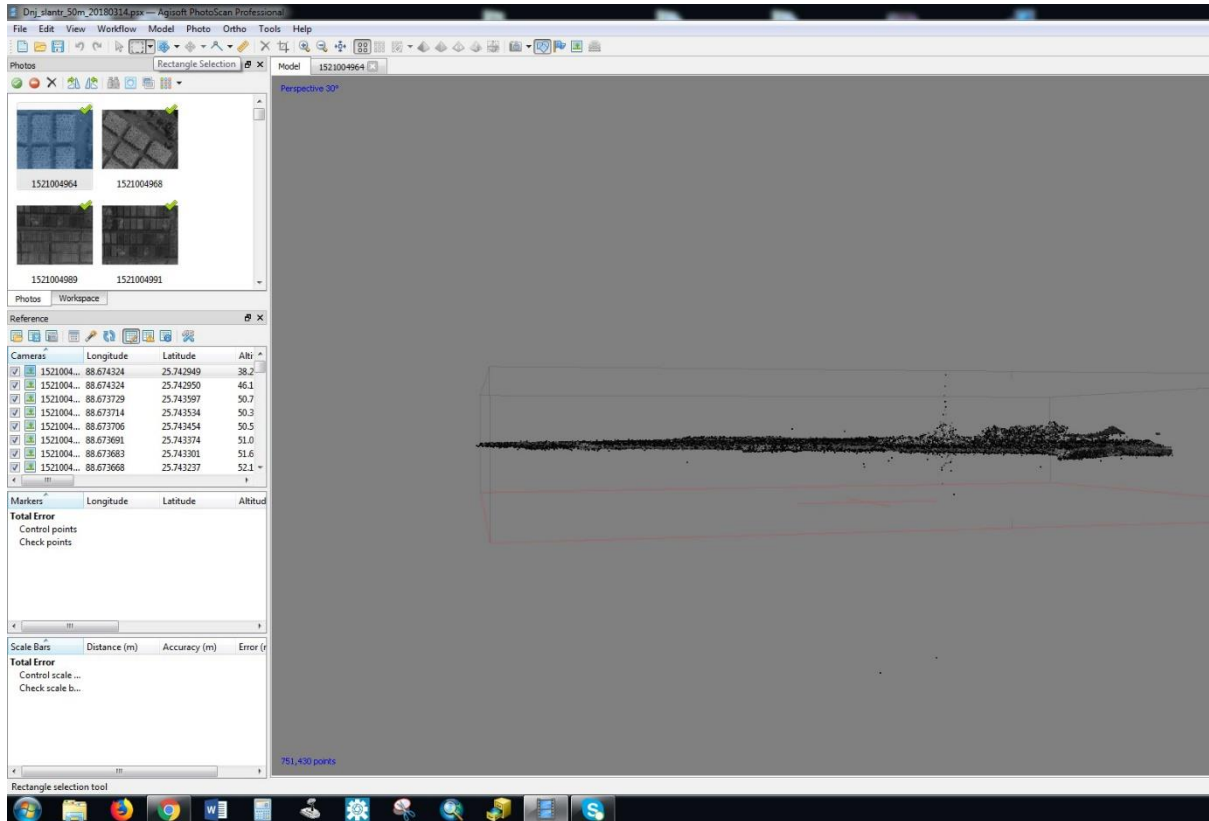 Dnj_slantr_50m_20180314.psx — Agisoft PhotoScan Professional
File Edit View Workflow Model Photo Ortho Tools Help
Photos
Rectangle Selection
Model 1521004964
Perspective 30°
1521004964 1521004968
1521004989 1521004991
Photos Workspace
Reference
Cameras Longitude Latitude Alti
1521004... 88.674324 25.742949 38.2
1521004... 88.674324 25.742950 46.1
1521004... 88.673729 25.743597 50.7
1521004... 88.673714 25.743534 50.3
1521004... 88.673706 25.743454 50.5
1521004... 88.673691 25.743374 51.0
1521004... 88.673683 25.743301 51.6
1521004... 88.673668 25.743237 52.1
Markers Longitude Latitude Altitud
Total Error
Control points
Check points
Scale Bars Distance (m) Accuracy (m) Error (r
Total Error
Control scale ...
Check scale b...
751,430 points
Rectangle selection tool